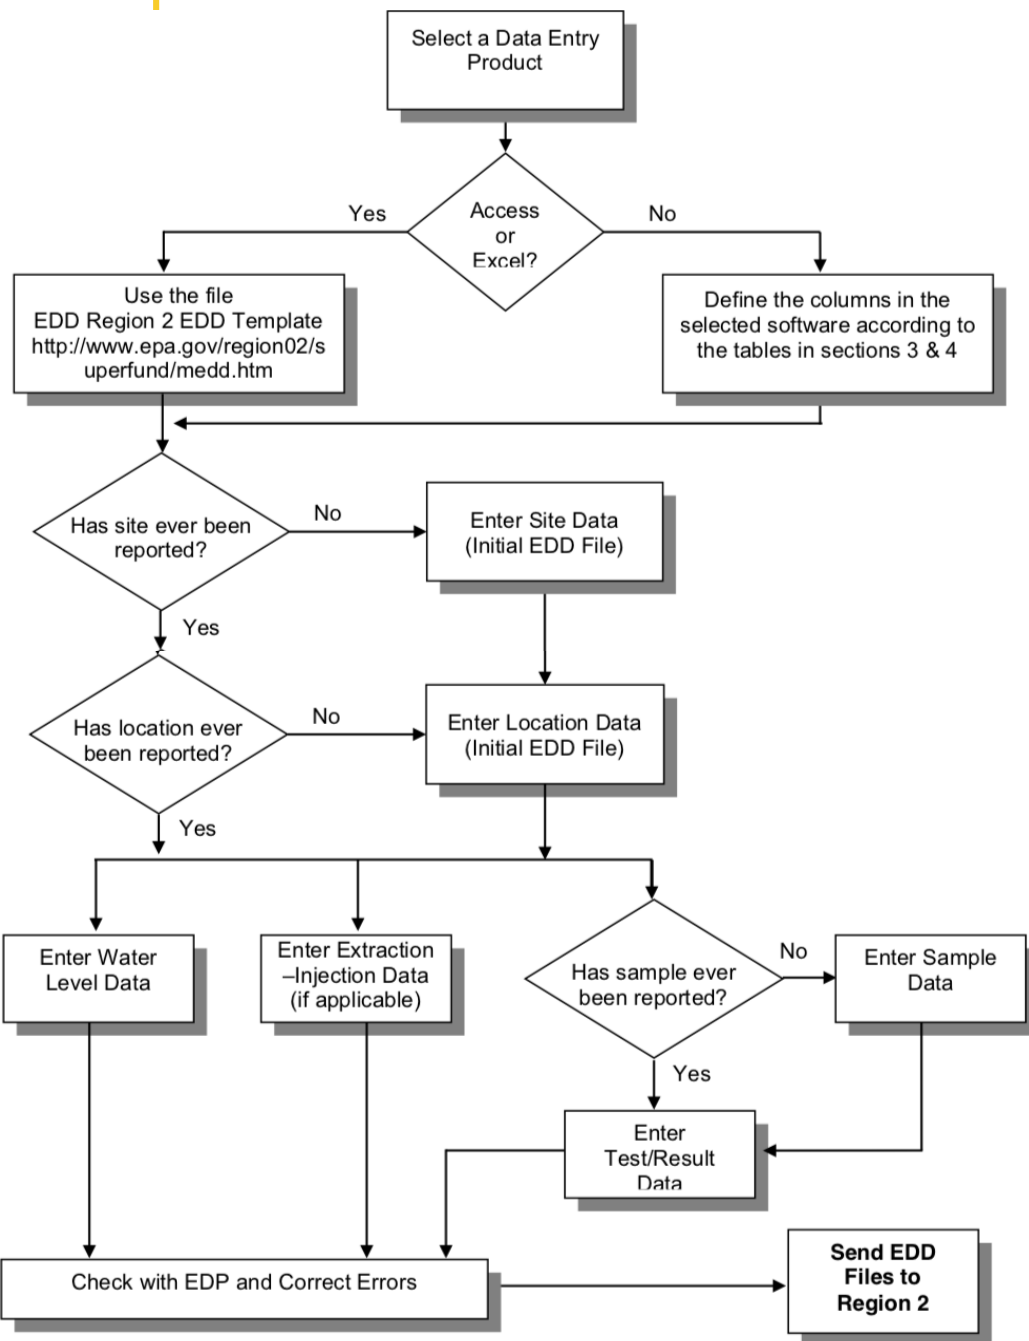 Select a Data Entry
Product
Access
or
Excel?
Yes
No
Use the file
EDD Region 2 EDD Template
http://www.epa.gov/region02/s
uperfund/medd.htm
Define the columns in the
selected software according to
the tables in sections 3 & 4
Has site ever been
reported?
No
Enter Site Data
(Initial EDD File)
Yes
Has location ever
been reported?
No
Enter Location Data
(Initial EDD File)
Yes
Enter Water
Level Data
Enter Extraction
–Injection Data
(if applicable)
Has sample ever
been reported?
No
Enter Sample
Data
Yes
Enter
Test/Result
Data
Check with EDP and Correct Errors
Send EDD
Files to
Region 2